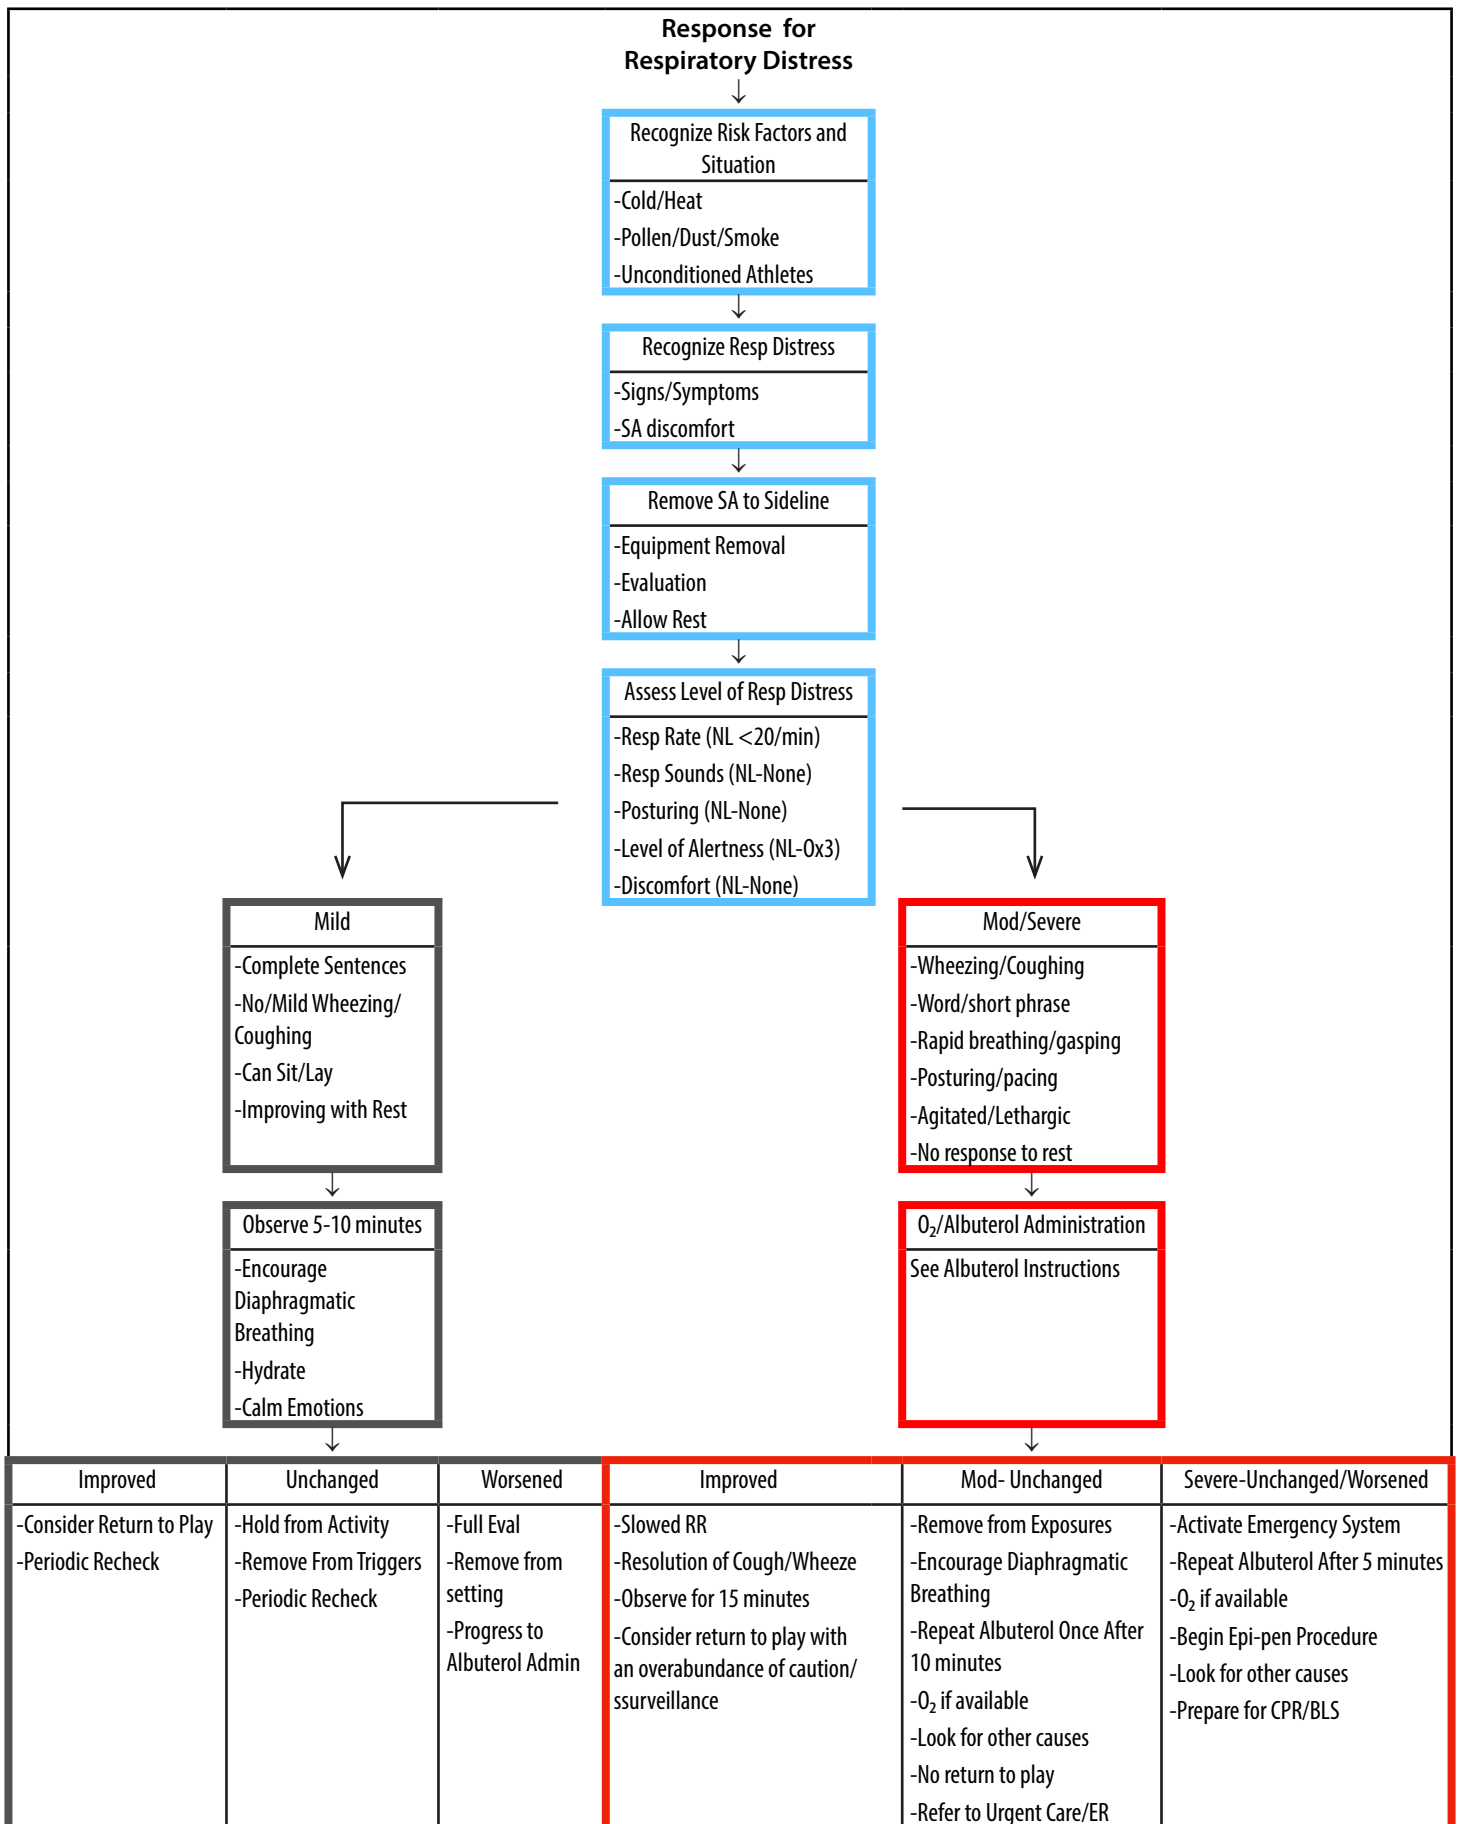 Response for
Respiratory Distress
↓
Recognize Risk Factors and
Situation
-Cold/Heat
-Pollen/Dust/Smoke
-Unconditioned Athletes
↓
Recognize Resp Distress
-Signs/Symptoms
-SA discomfort
↓
Remove SA to Sideline
-Equipment Removal
-Evaluation
-Allow Rest
↓
Assess Level of Resp Distress
-Resp Rate (NL <20/min)
-Resp Sounds (NL-None)
-Posturing (NL-None)
-Level of Alertness (NL-Ox3)
-Discomfort (NL-None)
Mild
-Complete Sentences
-No/Mild Wheezing/
Coughing
-Can Sit/Lay
-Improving with Rest
↓
Observe 5-10 minutes
-Encourage
Diaphragmatic
Breathing
-Hydrate
-Calm Emotions
↓
Mod/Severe
-Wheezing/Coughing
-Word/short phrase
-Rapid breathing/gasping
-Posturing/pacing
-Agitated/Lethargic
-No response to rest
↓
O₂/Albuterol Administration
See Albuterol Instructions
↓
Improved
-Consider Return to Play
-Periodic Recheck
Unchanged
-Hold from Activity
-Remove From Triggers
-Periodic Recheck
Worsened
-Full Eval
-Remove from
setting
-Progress to
Albuterol Admin
Improved
-Slowed RR
-Resolution of Cough/Wheeze
-Observe for 15 minutes
-Consider return to play with
an overabundance of caution/
ssurveillance
Mod- Unchanged
-Remove from Exposures
-Encourage Diaphragmatic
Breathing
-Repeat Albuterol Once After
10 minutes
-O₂ if available
-Look for other causes
-No return to play
-Refer to Urgent Care/ER
Severe-Unchanged/Worsened
-Activate Emergency System
-Repeat Albuterol After 5 minutes
-O₂ if available
-Begin Epi-pen Procedure
-Look for other causes
-Prepare for CPR/BLS